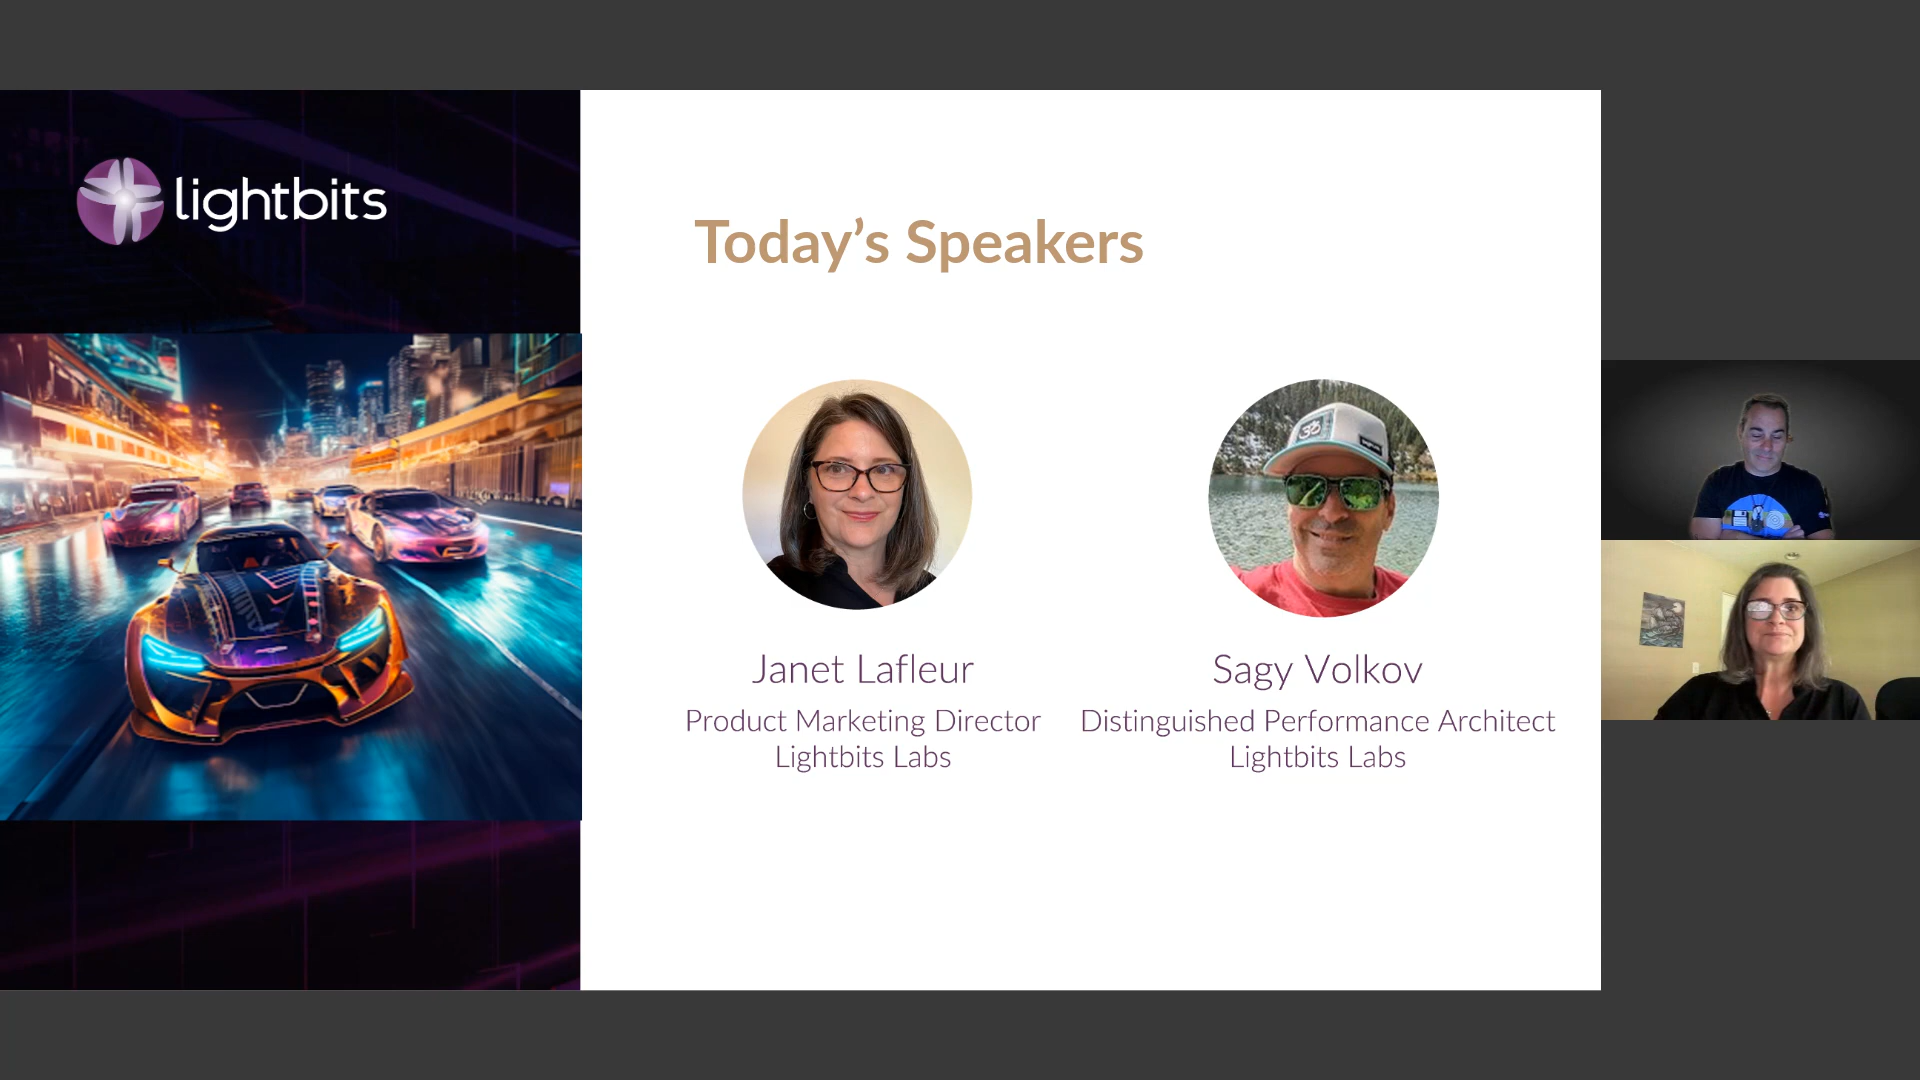 lightbits
Today’s Speakers
Janet Lafleur
Product Marketing Director
Lightbits Labs
Sagy Volkov
Distinguished Performance Architect
Lightbits Labs